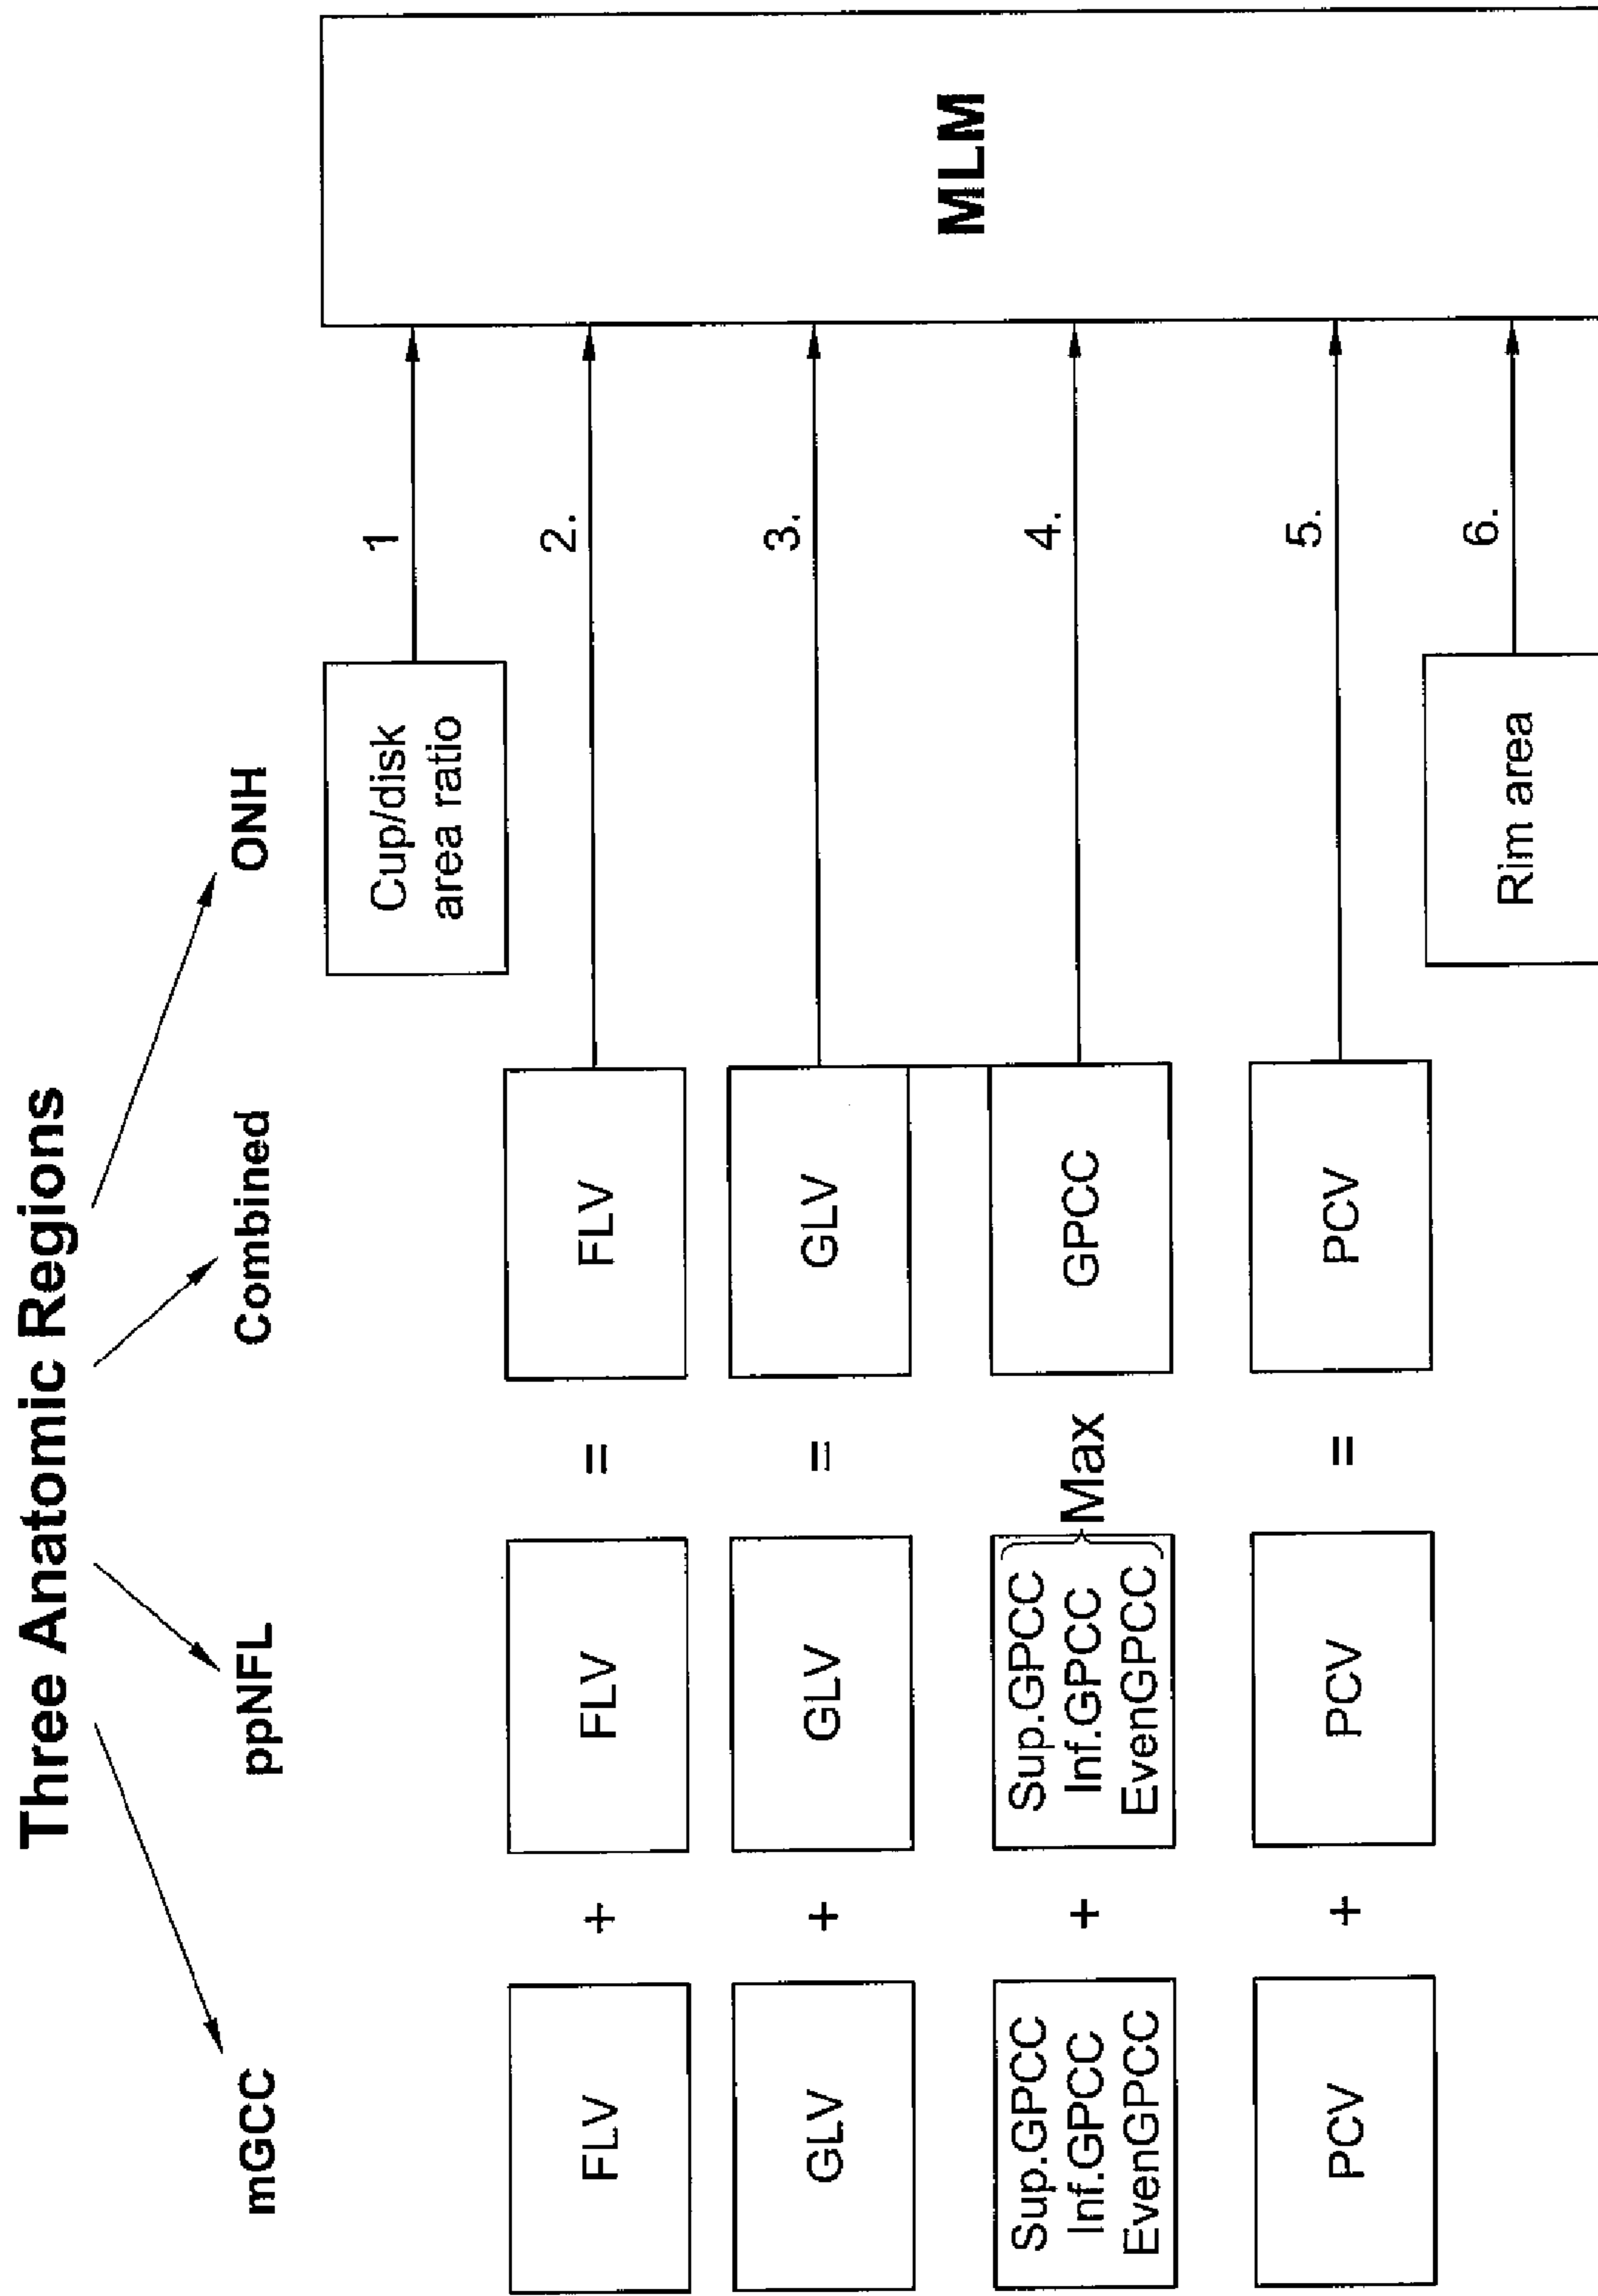 Three Anatomic Regions
mGCC
ppNFL
Combined
ONH
Cup/disk
area ratio
1
FLV
+
FLV
=
FLV
2.
GLV
+
GLV
=
GLV
3.
Sup.GPCC
Inf.GPCC
EvenGPCC
+
Sup.GPCC
Inf.GPCC
EvenGPCC
Max
GPCC
4.
PCV
+
PCV
=
PCV
5.
Rim area
6.
MLM